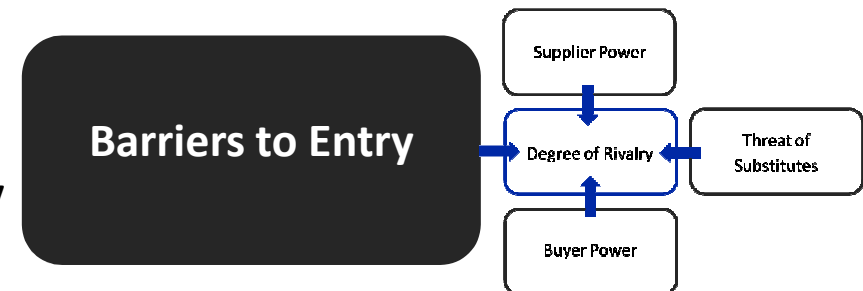 Supplier Power
Barriers to Entry
Degree of Rivalry
Threat of
Substitutes
Buyer Power